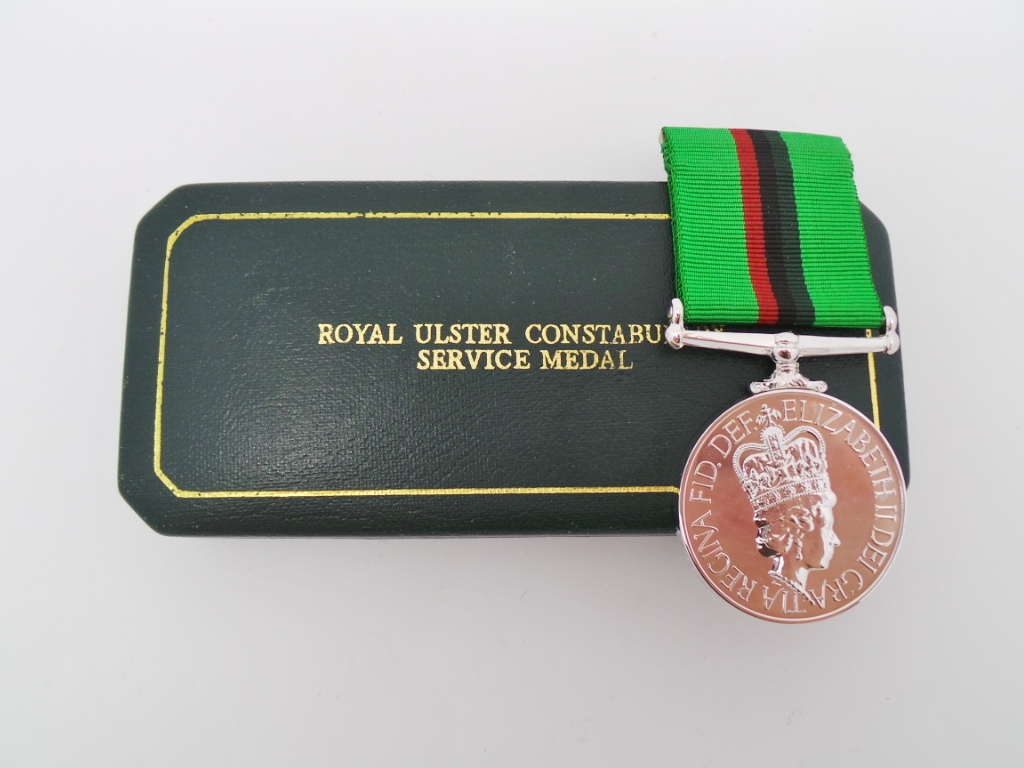 ROYAL ULSTER CONSTABU
SERVICE MEDAL
ELIZABETH II DEI GRATIA REGINA FID. DEF.